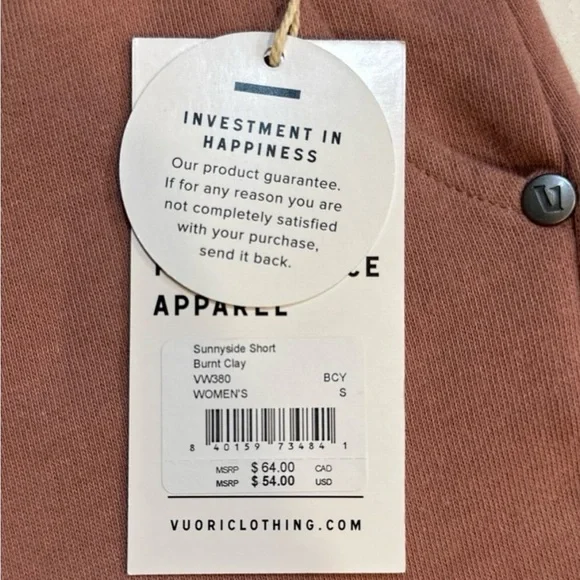 INVESTMENT IN
HAPPINESS
Our product guarantee.
If for any reason you are
not completely satisfied
with your purchase,
send it back.
APPAREL
Sunnyside Short
Burnt Clay
VW380 BCY
WOMEN'S S
8 40159 73484 1
MSRP $ 64.00 CAD
MSRP $ 54.00 USD
VUORICLOTHING.COM